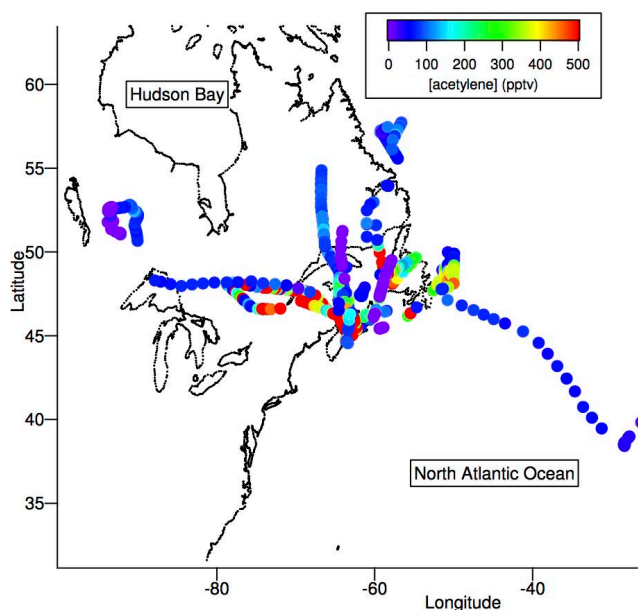 0 100 200 300 400 500
[acetylene] (pptv)
Hudson Bay
North Atlantic Ocean
60
55
50
45
40
35
Latitude
-80 -60 -40
Longitude